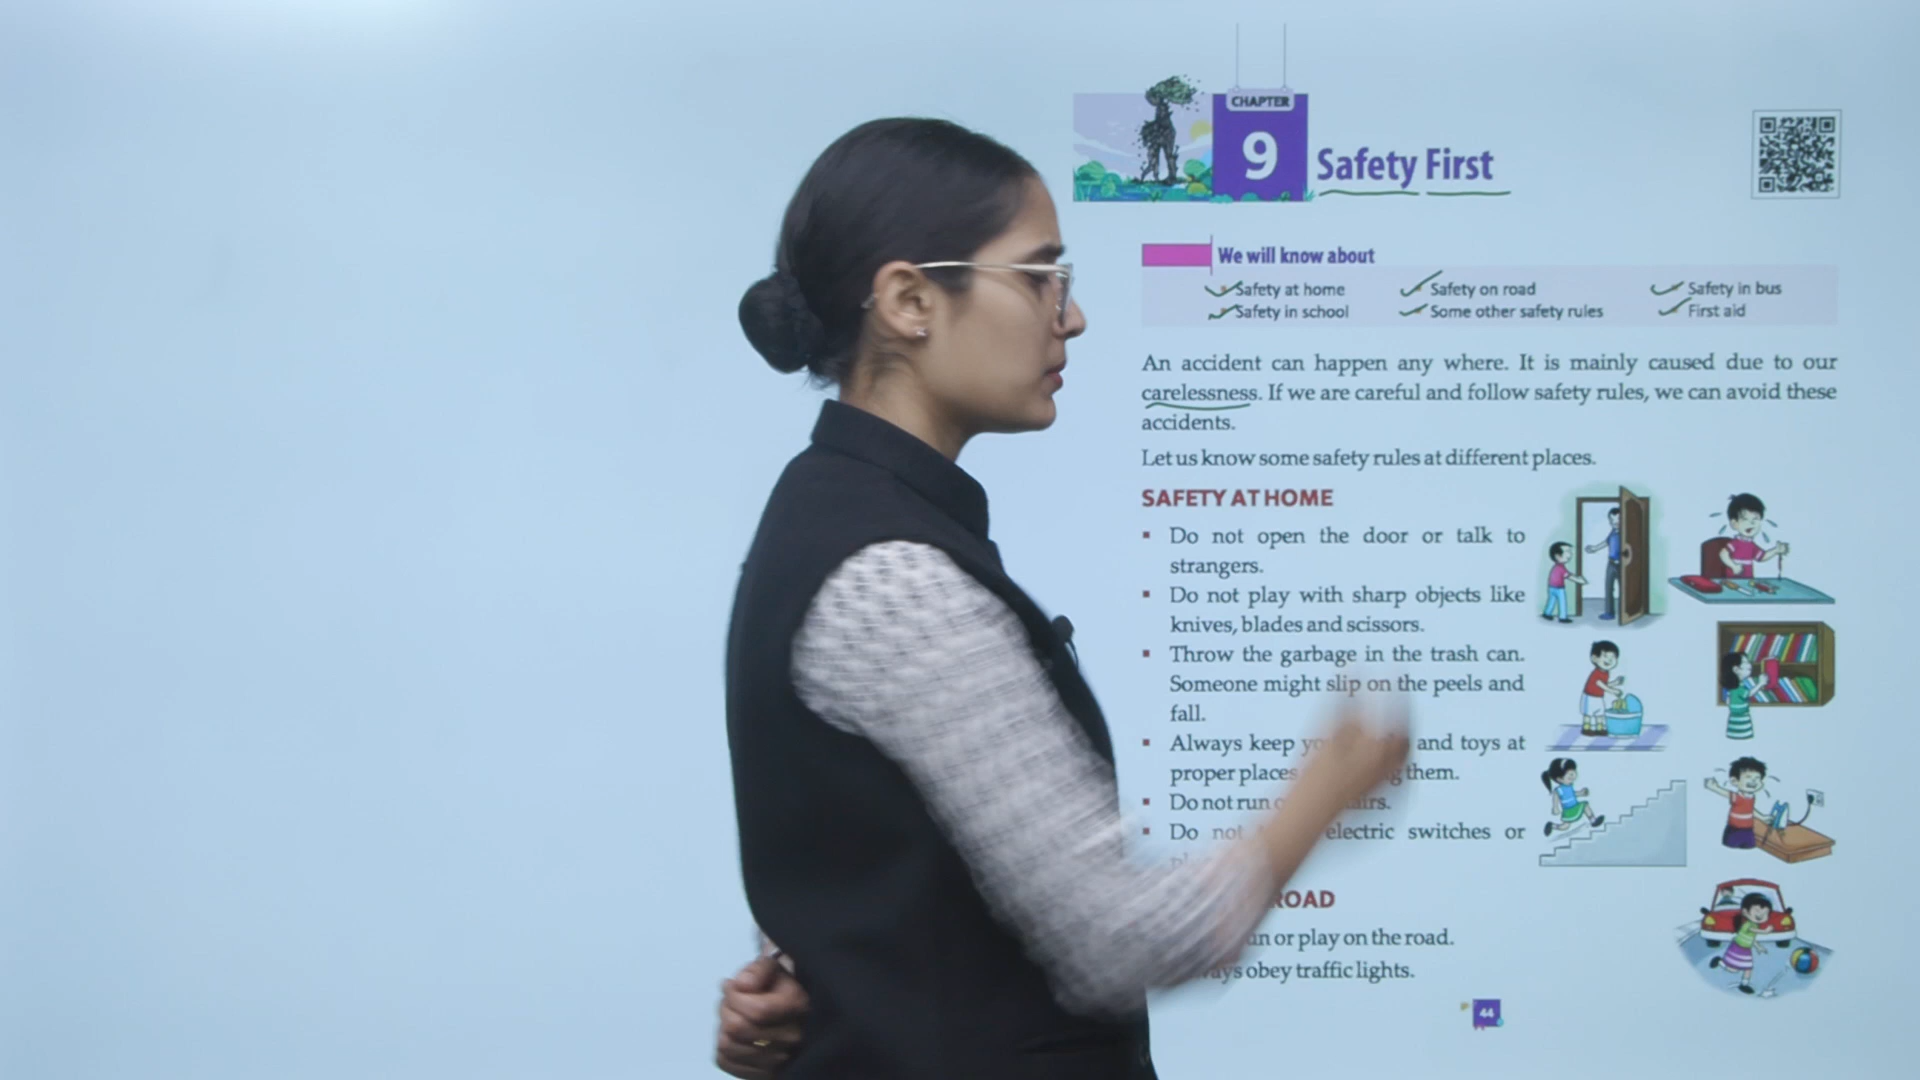 CHAPTER
9
Safety First
We will know about
Safety at home
Safety on road
Safety in bus
Safety in school
Some other safety rules
First aid
An accident can happen any where. It is mainly caused due to our
carelessness. If we are careful and follow safety rules, we can avoid these
accidents.
Let us know some safety rules at different places.
SAFETY AT HOME
Do not open the door or talk to
strangers.
Do not play with sharp objects like
knives, blades and scissors.
Throw the garbage in the trash can.
Someone might slip on the peels and
fall.
Always keep and toys at
proper places them.
Do not run
Do not electric switches or
ROAD
or play on the road.
obey traffic lights.
44